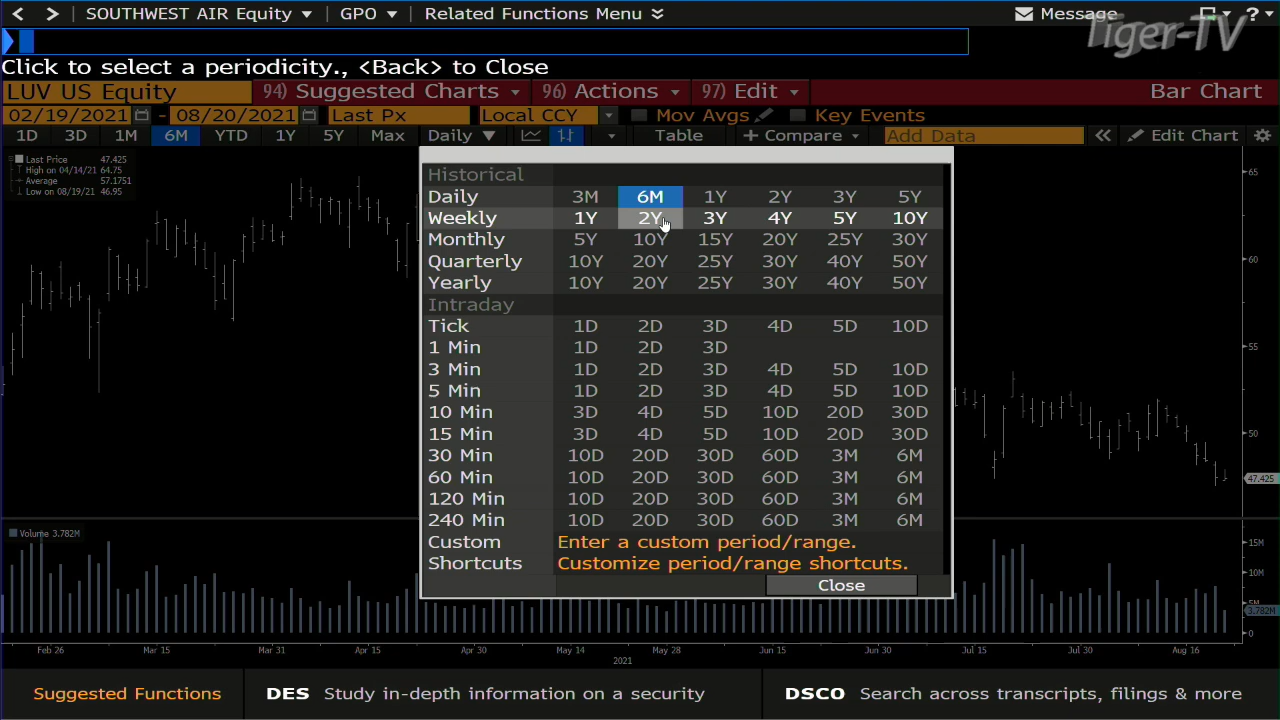 SOUTHWEST AIR Equity GPO Related Functions Menu Message ?
Tiger-TV
Click to select a periodicity., <Back> to Close
LUV US Equity 94) Suggested Charts 96) Actions 97) Edit Bar Chart
02/19/2021 - 08/20/2021 Last Px Local CCY Mov Avgs Key Events
1D 3D 1M 6M YTD 1Y 5Y Max Daily Table + Compare Add Data « Edit Chart
Last Price 47.425
High on 04/14/21 64.75
Average 57.1751
Low on 08/19/21 46.95
Historical
Daily 3M 6M 1Y 2Y 3Y 5Y
Weekly 1Y 2Y 3Y 4Y 5Y 10Y
Monthly 5Y 10Y 15Y 20Y 25Y 30Y
Quarterly 10Y 20Y 25Y 30Y 40Y 50Y
Yearly 10Y 20Y 25Y 30Y 40Y 50Y
Intraday
Tick 1D 2D 3D 4D 5D 10D
1 Min 1D 2D 3D
3 Min 1D 2D 3D 4D 5D 10D
5 Min 1D 2D 3D 4D 5D 10D
10 Min 3D 4D 5D 10D 20D 30D
15 Min 3D 4D 5D 10D 20D 30D
30 Min 10D 20D 30D 60D 3M 6M
60 Min 10D 20D 30D 60D 3M 6M
120 Min 10D 20D 30D 60D 3M 6M
240 Min 10D 20D 30D 60D 3M 6M
Custom Enter a custom period/range.
Shortcuts Customize period/range shortcuts.
Close
65
60
55
50
47.425
Volume 3.782M
15M
10M
5M
3.782M
0
Feb 26 Mar 15 Mar 31 Apr 15 Apr 30 May 14 May 28 Jun 15 Jun 30 Jul 15 Jul 30 Aug 16
2021
Suggested Functions DES Study in-depth information on a security DSCO Search across transcripts, filings & more